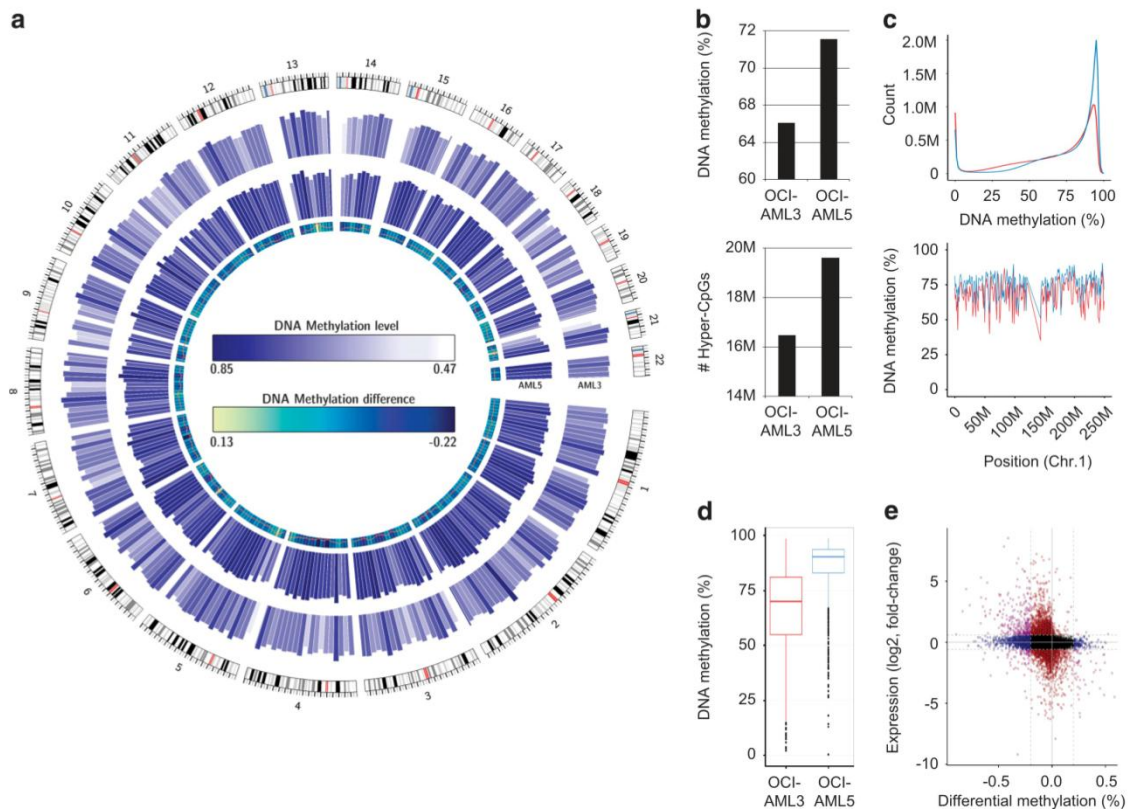 a
13
14
12
15
11
16
17
10
18
19
9
20
21
8
22
DNA Methylation level
0.85 0.47
AML5 AML3
DNA Methylation difference
0.13 -0.22
7
1
6
2
5
4
3
b
DNA methylation (%)
72
68
68
64
60
OCI-AML3
OCI-AML5
# Hyper-CpGs
20M
18M
16M
14M
OCI-AML3
OCI-AML5
c
Count
2.0M
1.0M
0.5M
0
0 25 50 75 100
DNA methylation (%)
DNA methylation (%)
100
75
50
25
0
0
50M
100M
150M
200M
250M
Position (Chr.1)
d
DNA methylation (%)
100
75
50
25
0
OCI-AML3
OCI-AML5
e
Expression (log2, fold-change)
5
0
-5
-10
-0.5 0.0 0.5
Differential methylation (%)